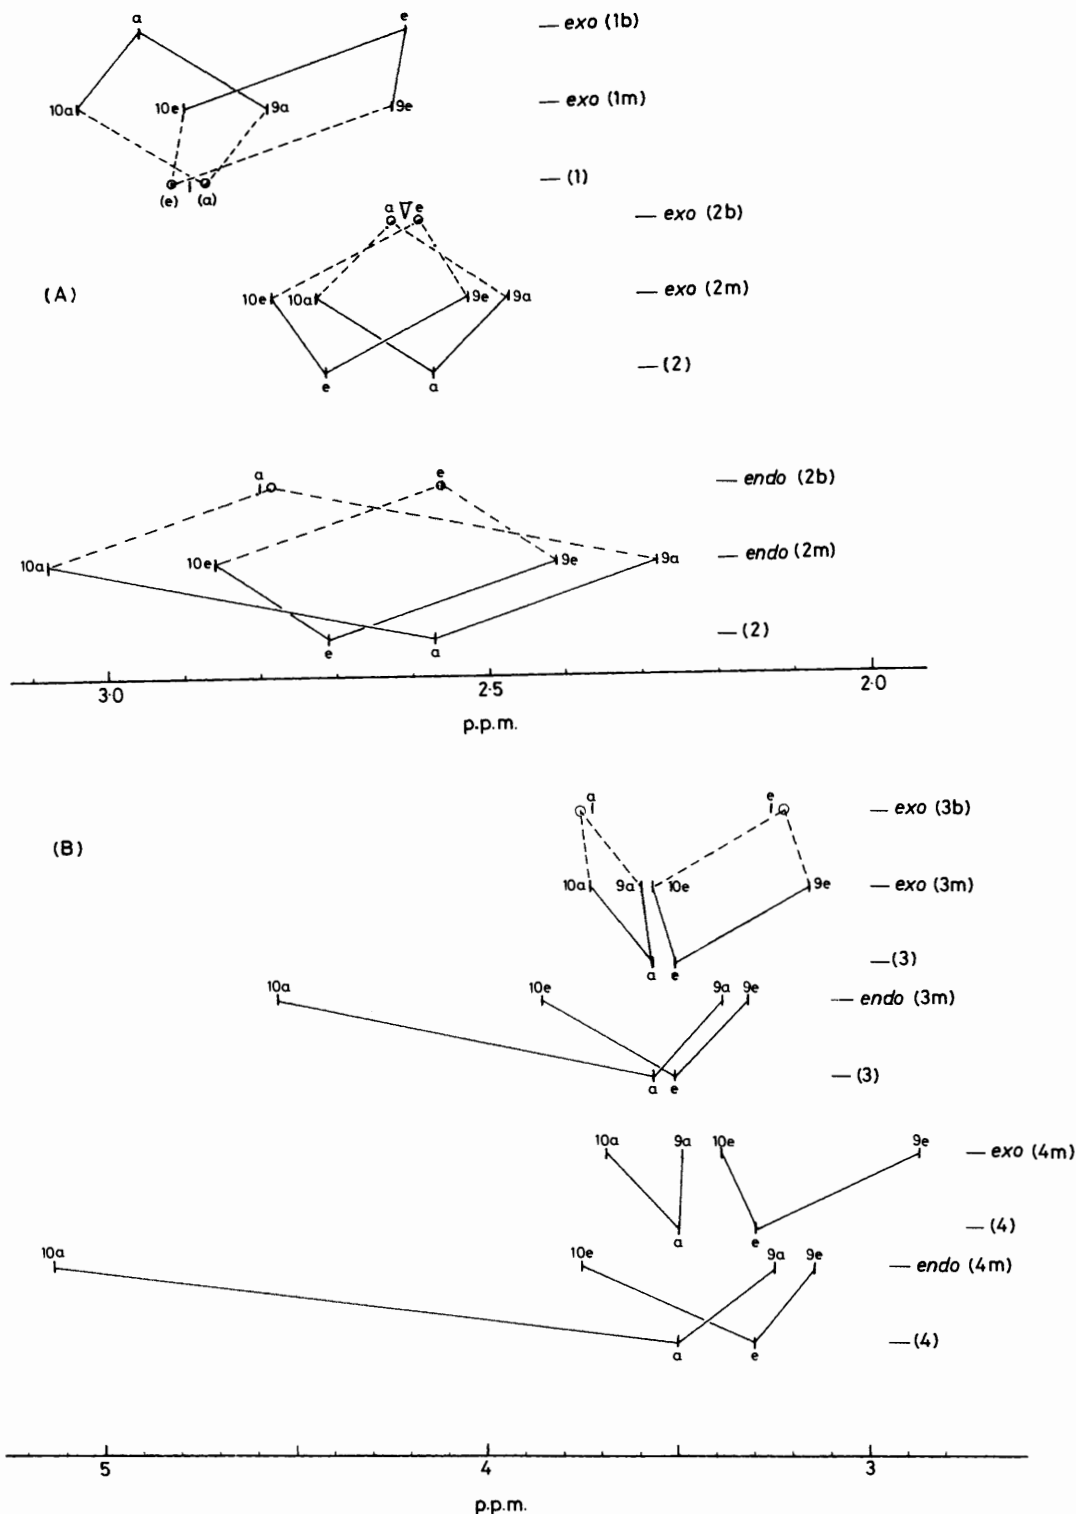 a e — exo (1b)
10a 10e 9a 9e — exo (1m)
(e) (a) — (1)
a e — exo (2b)
(A) 10e 10a 9e 9a — exo (2m)
e a — (2)
a e — endo (2b)
10a 10e 9e 9a — endo (2m)
e a — (2)
3·0 2·5 2·0
p.p.m.
a e — exo (3b)
(B)
10a 9a 10e 9e — exo (3m)
a e — (3)
10a 10e 9a 9e — endo (3m)
a e — (3)
10a 9a 10e 9e — exo (4m)
a e — (4)
10a 10e 9a 9e — endo (4m)
a e — (4)
5 4 3
p.p.m.